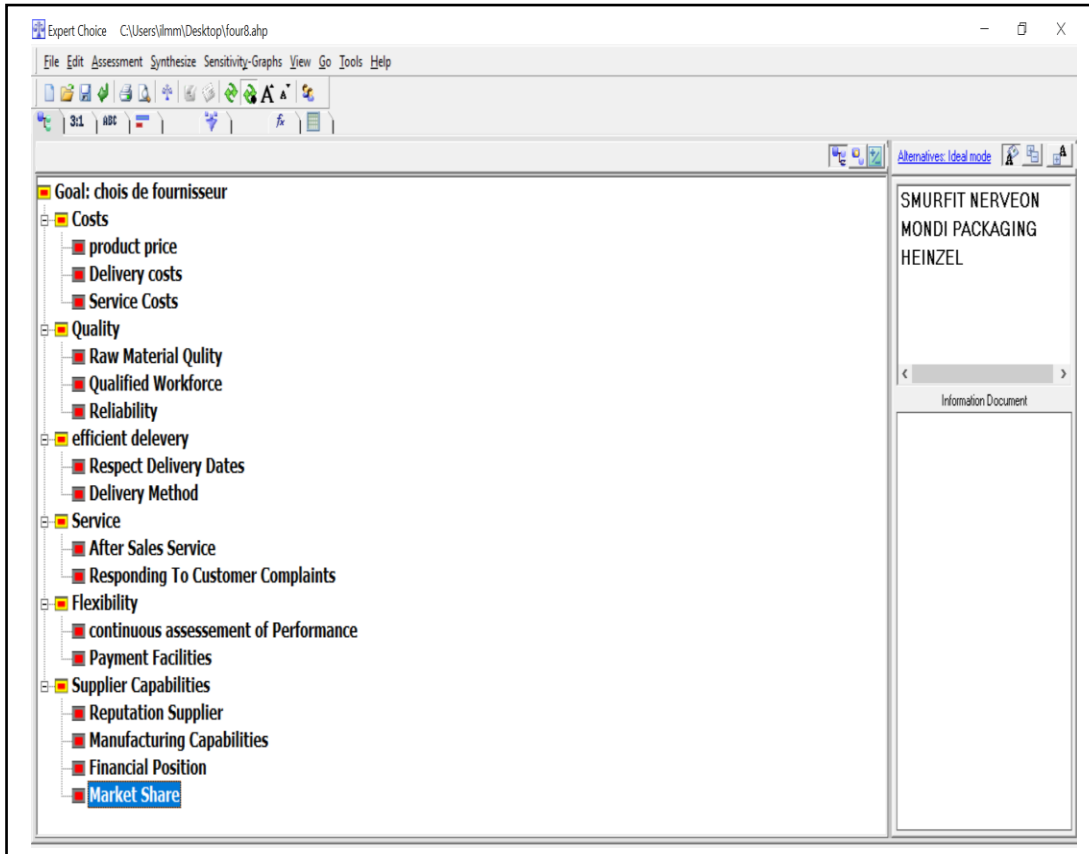 Expert Choice C:\Users\ilmm\Desktop\four8.ahp
File Edit Assessment Synthesize Sensitivity-Graphs View Go Tools Help
3:1 ABC fx
Alternatives: Ideal mode
Goal: chois de fournisseur
Costs
product price
Delivery costs
Service Costs
Quality
Raw Material Qulity
Qualified Workforce
Reliability
efficient delevery
Respect Delivery Dates
Delivery Method
Service
After Sales Service
Responding To Customer Complaints
Flexibility
continuous assessement of Performance
Payment Facilities
Supplier Capabilities
Reputation Supplier
Manufacturing Capabilities
Financial Position
Market Share
SMURFIT NERVEON
MONDI PACKAGING
HEINZEL
Information Document